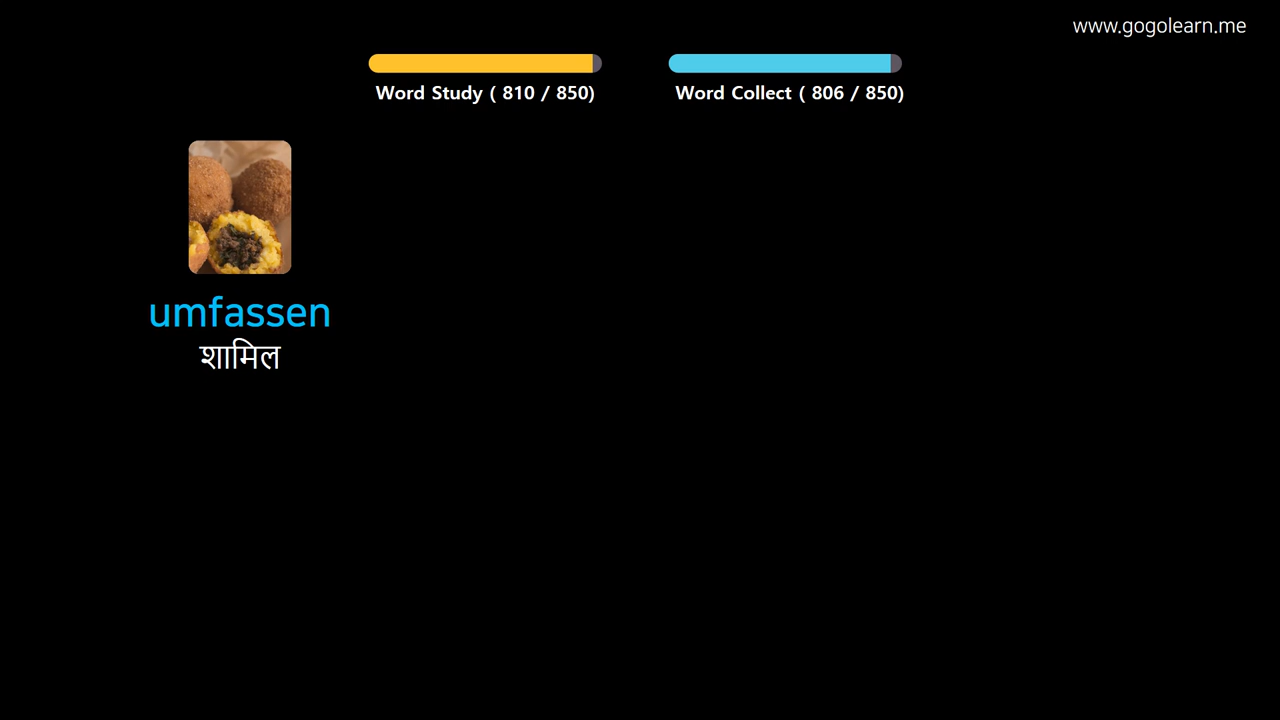 www.gogolearn.me
Word Study ( 810 / 850)
Word Collect ( 806 / 850)
umfassen
शामिल